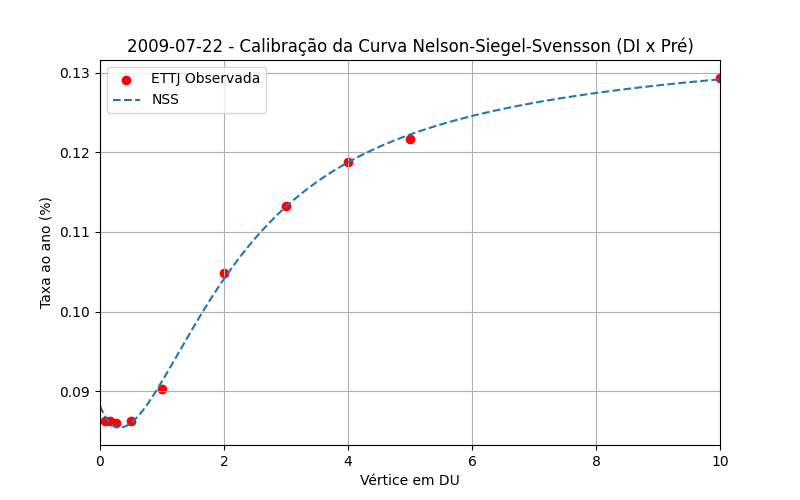 2009-07-22 - Calibração da Curva Nelson-Siegel-Svensson (DI x Pré)
ETTJ Observada
NSS
Taxa ao ano (%)
0.13
0.12
0.11
0.10
0.09
0 2 4 6 8 10
Vértice em DU